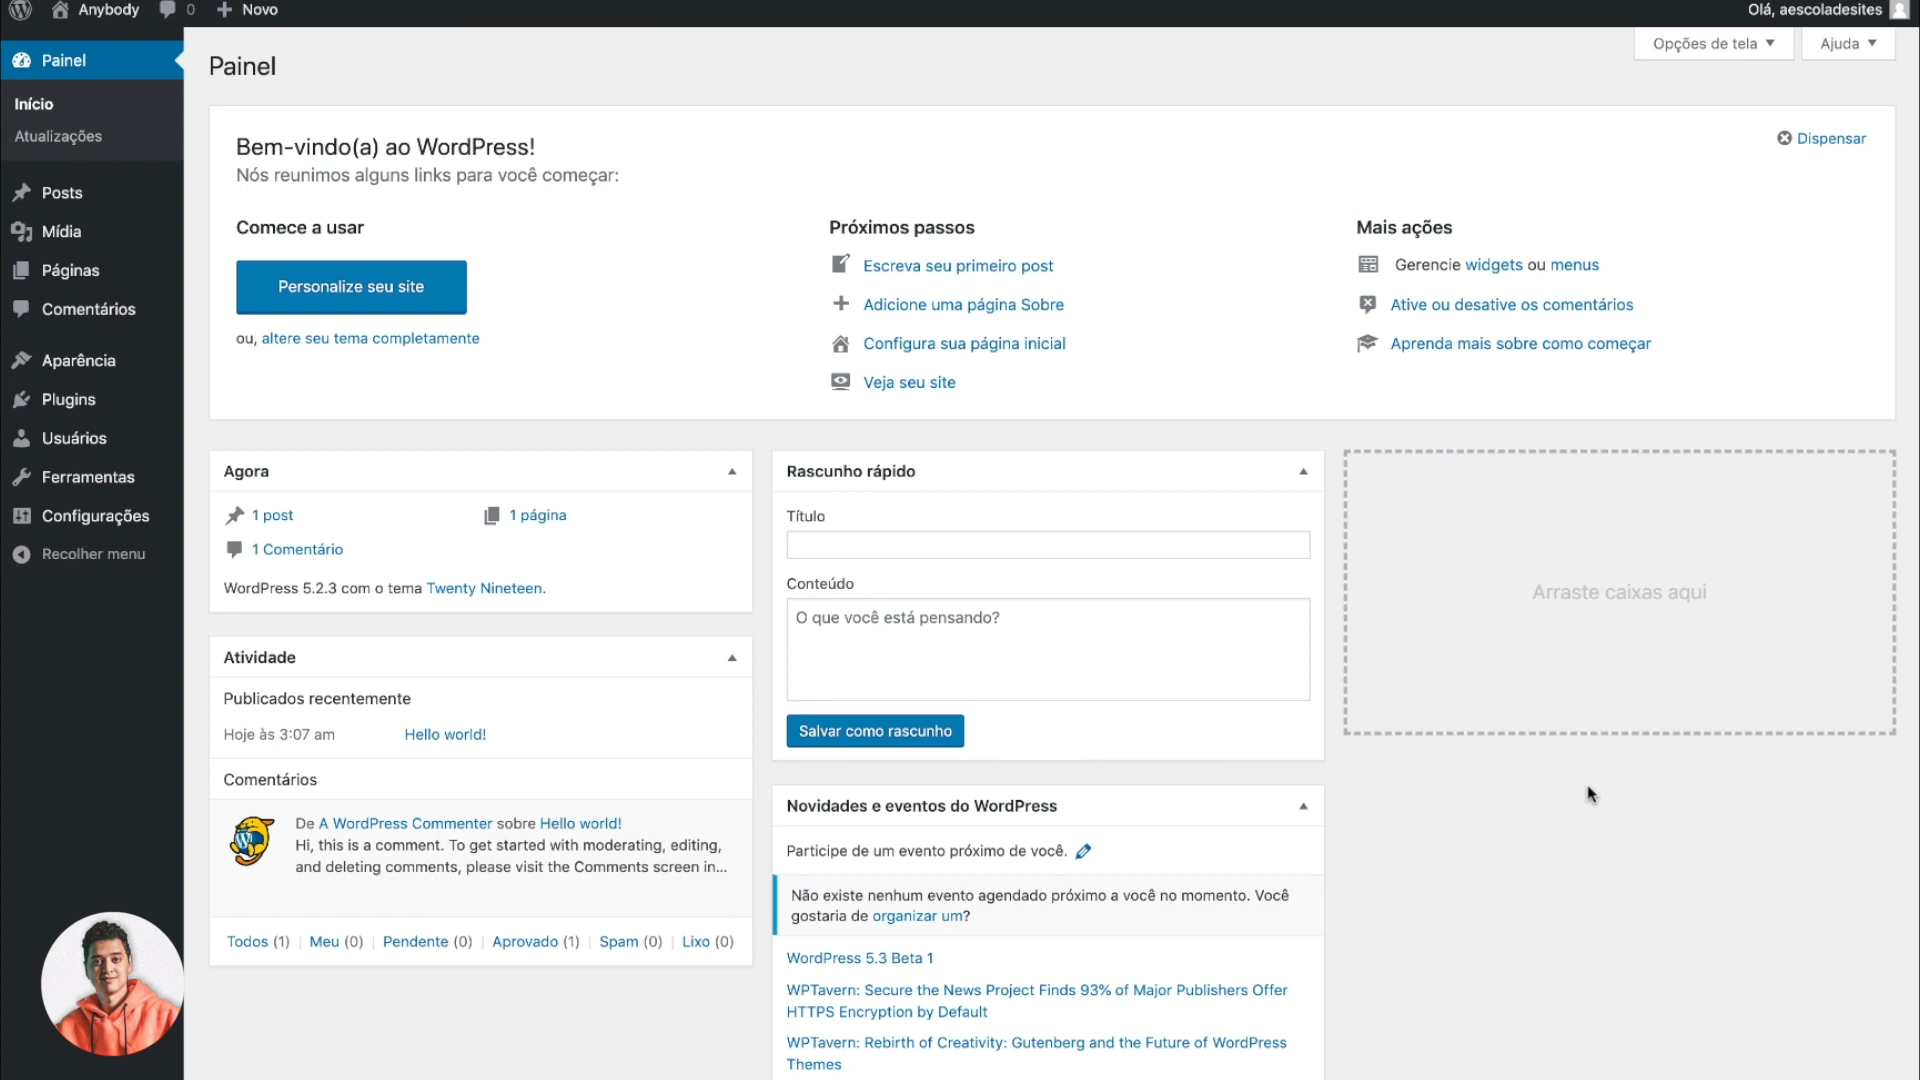 Anybody
0
Novo
Olá, aescoladesites
Painel
Início
Atualizações
Posts
Mídia
Páginas
Comentários
Aparência
Plugins
Usuários
Ferramentas
Configurações
Recolher menu
Opções de tela
Ajuda
Painel
Bem-vindo(a) ao WordPress!
Nós reunimos alguns links para você começar:
Dispensar
Comece a usar
Personalize seu site
ou, altere seu tema completamente
Próximos passos
Escreva seu primeiro post
Adicione uma página Sobre
Configura sua página inicial
Veja seu site
Mais ações
Gerencie widgets ou menus
Ative ou desative os comentários
Aprenda mais sobre como começar
Agora
1 post
1 página
1 Comentário
WordPress 5.2.3 com o tema Twenty Nineteen.
Atividade
Publicados recentemente
Hoje às 3:07 am
Hello world!
Comentários
De A WordPress Commenter sobre Hello world!
Hi, this is a comment. To get started with moderating, editing,
and deleting comments, please visit the Comments screen in...
Todos (1) | Meu (0) | Pendente (0) | Aprovado (1) | Spam (0) | Lixo (0)
Rascunho rápido
Título
Conteúdo
O que você está pensando?
Salvar como rascunho
Novidades e eventos do WordPress
Participe de um evento próximo de você.
Não existe nenhum evento agendado próximo a você no momento. Você
gostaria de organizar um?
WordPress 5.3 Beta 1
WPTavern: Secure the News Project Finds 93% of Major Publishers Offer
HTTPS Encryption by Default
WPTavern: Rebirth of Creativity: Gutenberg and the Future of WordPress
Themes
Arraste caixas aqui